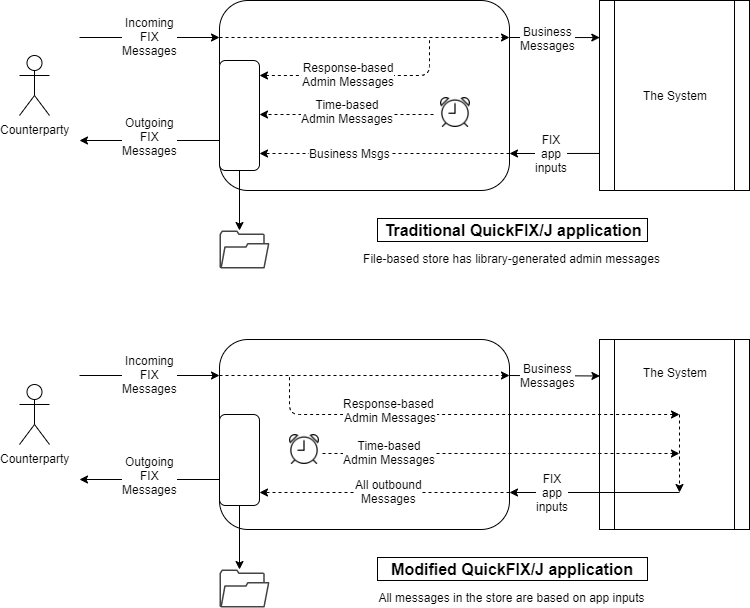 Incoming
FIX
Messages
Business
Messages
Response-based
Admin Messages
The System
Time-based
Admin Messages
Counterparty
Outgoing
FIX
Messages
Business Msgs
FIX
app
inputs
Traditional QuickFIX/J application
File-based store has library-generated admin messages
Incoming
FIX
Messages
Business
Messages
The System
Response-based
Admin Messages
Time-based
Admin Messages
Counterparty
Outgoing
FIX
Messages
All outbound
Messages
FIX
app
inputs
Modified QuickFIX/J application
All messages in the store are based on app inputs